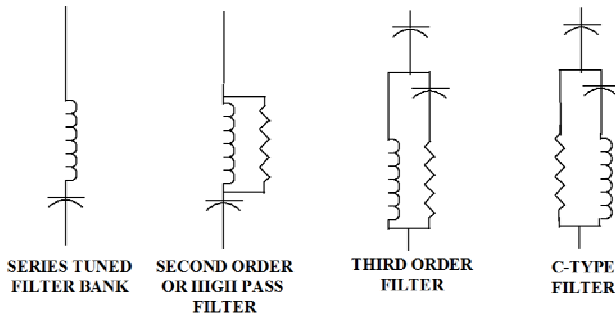 SERIES TUNED
FILTER BANK
SECOND ORDER
OR HIGH PASS
FILTER
THIRD ORDER
FILTER
C-TYPE
FILTER